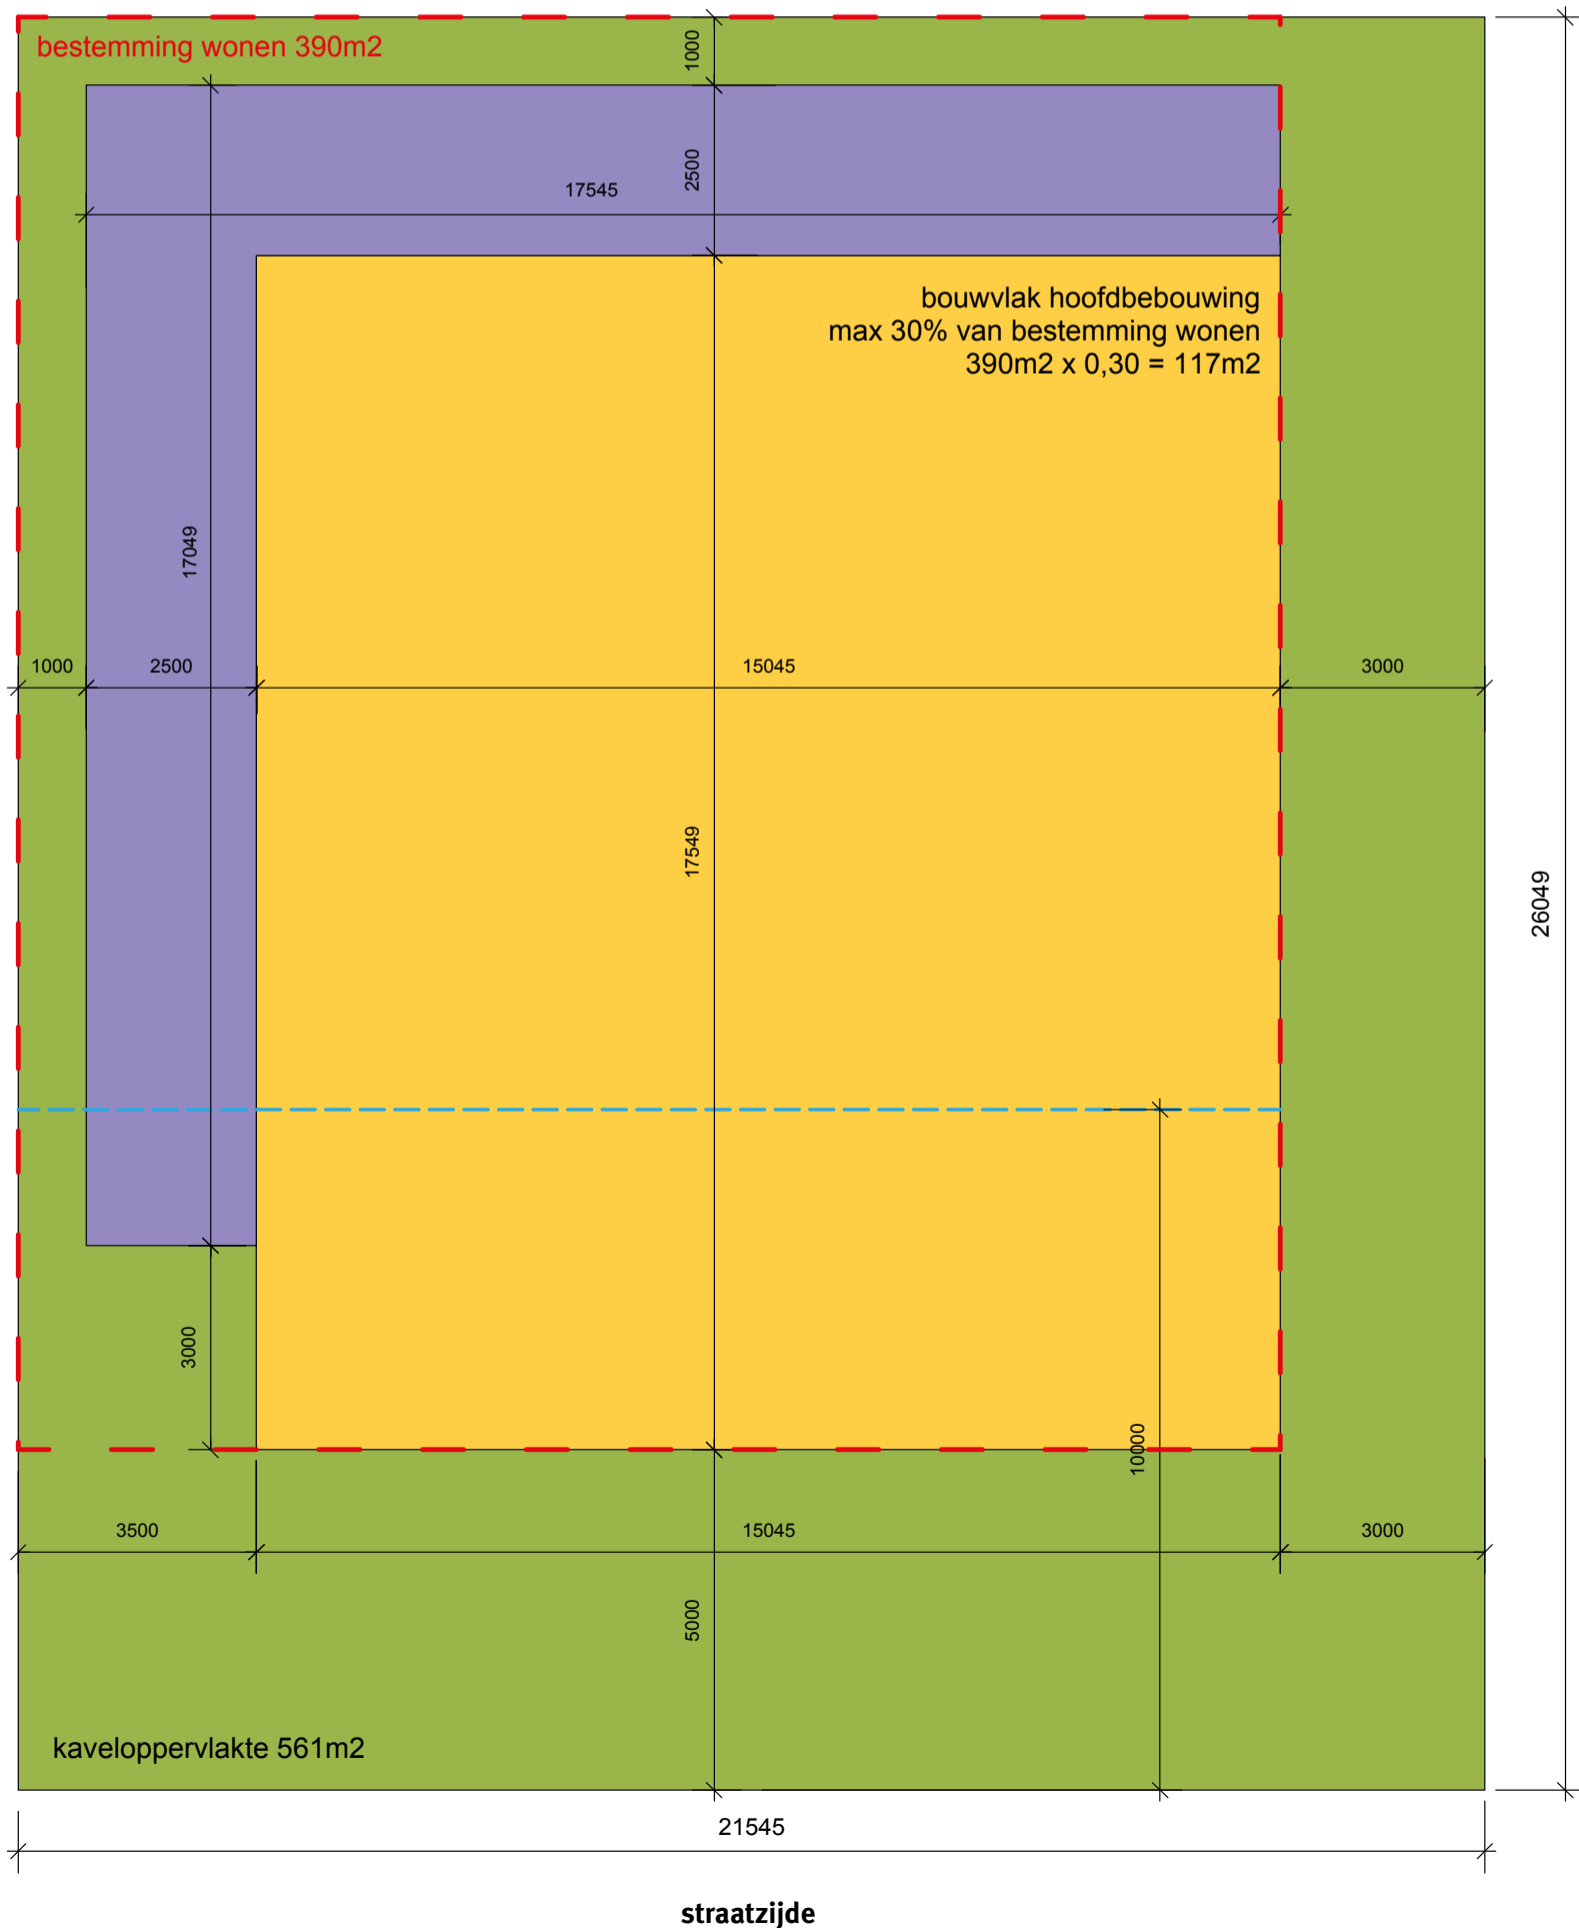 bestemming wonen 390m2
1000
2500
17545
bouwvlak hoofdbebouwing
max 30% van bestemming wonen
390m2 x 0,30 = 117m2
17049
1000
2500
15045
3000
17549
26049
3000
10000
3500
15045
3000
5000
kaveloppervlakte 561m2
21545
straatzijde